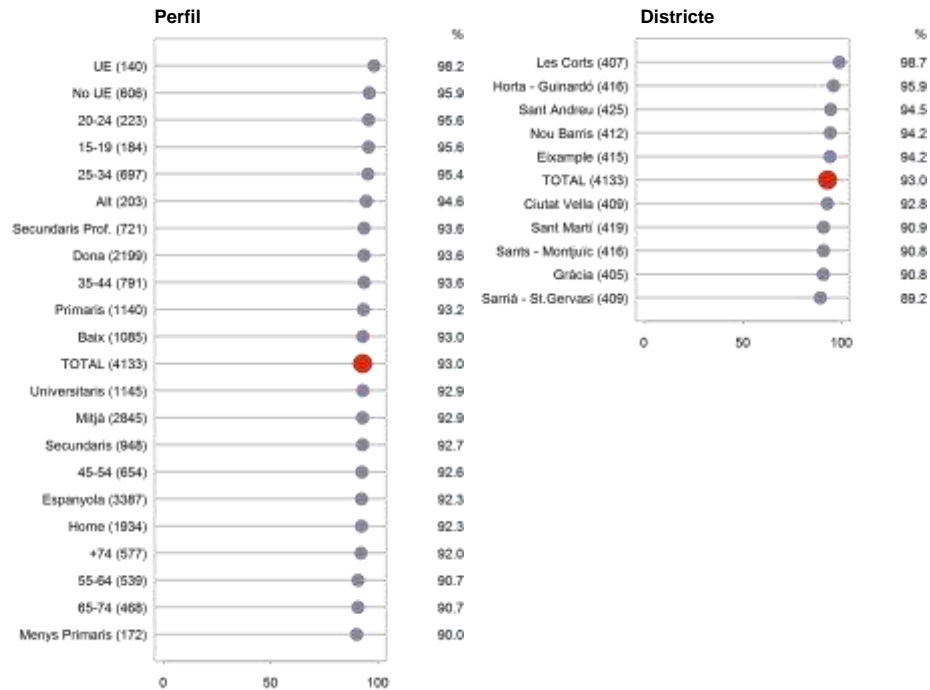 Perfil
%
UE (140) 98.2
No UE (606) 95.9
20-24 (223) 95.6
15-19 (184) 95.6
25-34 (697) 95.4
Alt (203) 94.6
Secundaris Prof. (721) 93.6
Dona (2199) 93.6
35-44 (791) 93.6
Primaris (1140) 93.2
Baix (1085) 93.0
TOTAL (4133) 93.0
Universitaris (1145) 92.9
Mitjà (2845) 92.9
Secundaris (948) 92.7
45-54 (654) 92.6
Espanyola (3387) 92.3
Home (1934) 92.3
+74 (577) 92.0
55-64 (539) 90.7
65-74 (468) 90.7
Menys Primaris (172) 90.0
0 50 100
Districte
%
Les Corts (407) 98.7
Horta - Guinardó (416) 95.9
Sant Andreu (425) 94.5
Nou Barris (412) 94.2
Eixample (415) 94.2
TOTAL (4133) 93.0
Ciutat Vella (409) 92.8
Sant Martí (419) 90.9
Sants - Montjuïc (416) 90.8
Gràcia (405) 90.8
Sarrià - St.Gervasi (409) 89.2
0 50 100